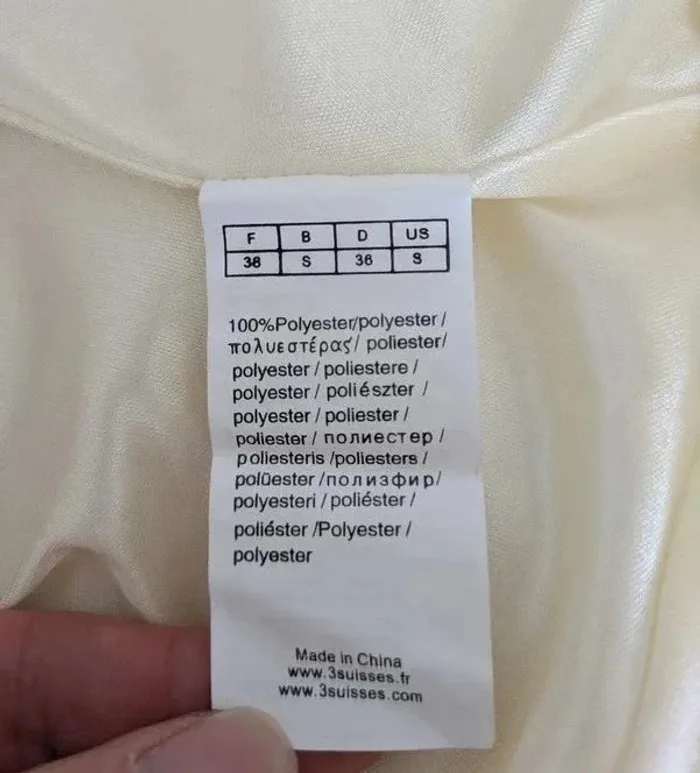 F B D US
38 S 36 S
100%Polyester/polyester /
πολυεστέρας/ poliester/
polyester / poliestere /
polyester / poliészter /
polyester / poliester /
poliester / полиестер /
poliesteris /poliesters /
polüester /полизфир/
polyesteri / poliéster /
poliéster /Polyester /
polyester
Made in China
www.3suisses.fr
www.3suisses.com